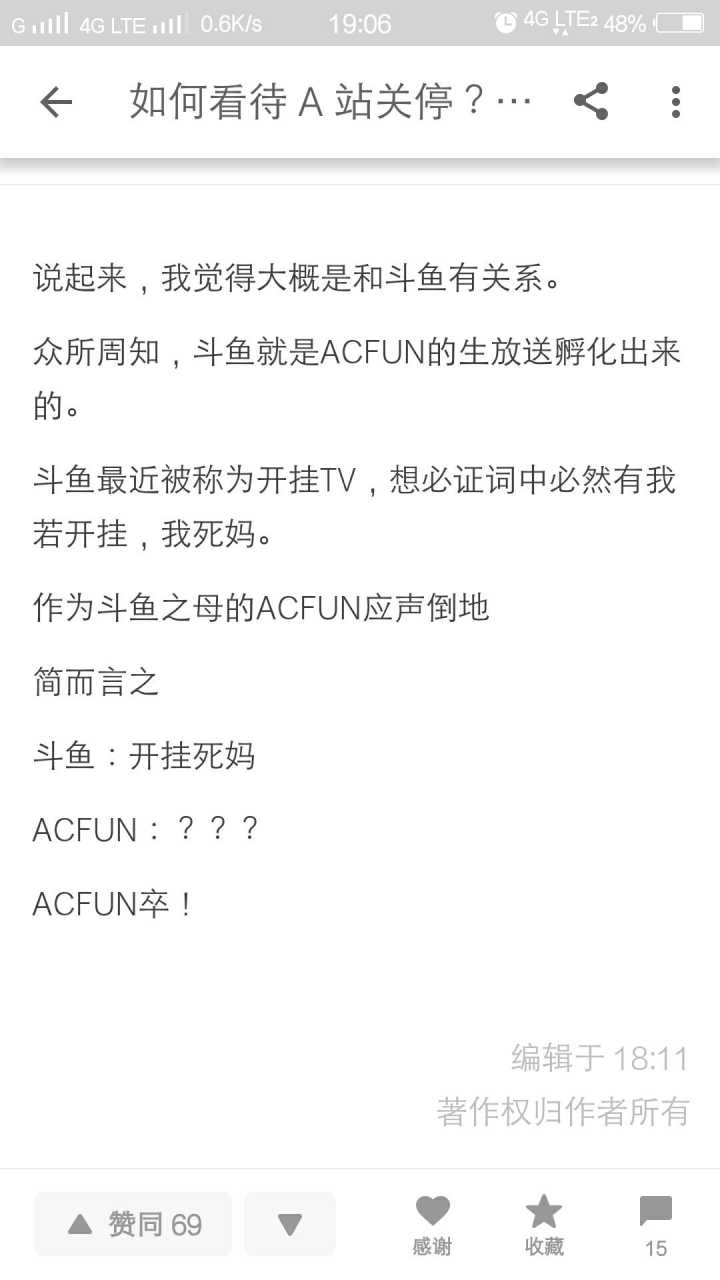 G 4G LTE 0.6K/s 19:06 4G LTE2 48%
如何看待 A 站关停？…
说起来，我觉得大概是和斗鱼有关系。
众所周知，斗鱼就是ACFUN的生放送孵化出来
的。
斗鱼最近被称为开挂TV，想必证词中必然有我
若开挂，我死妈。
作为斗鱼之母的ACFUN应声倒地
简而言之
斗鱼：开挂死妈
ACFUN：？？？
ACFUN卒！
编辑于 18:11
著作权归作者所有
赞同 69
感谢
收藏
15